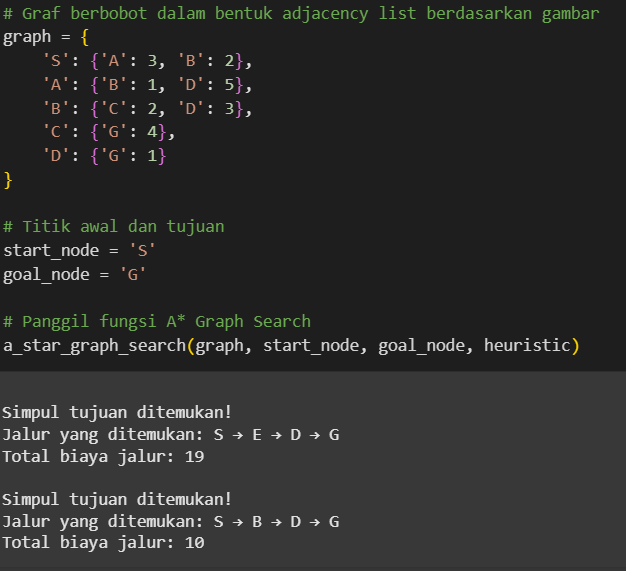 # Graf berbobot dalam bentuk adjacency list berdasarkan gambar
graph = {
    'S': {'A': 3, 'B': 2},
    'A': {'B': 1, 'D': 5},
    'B': {'C': 2, 'D': 3},
    'C': {'G': 4},
    'D': {'G': 1}
}
# Titik awal dan tujuan
start_node = 'S'
goal_node = 'G'
# Panggil fungsi A* Graph Search
a_star_graph_search(graph, start_node, goal_node, heuristic)
Simpul tujuan ditemukan!
Jalur yang ditemukan: S → E → D → G
Total biaya jalur: 19
Simpul tujuan ditemukan!
Jalur yang ditemukan: S → B → D → G
Total biaya jalur: 10